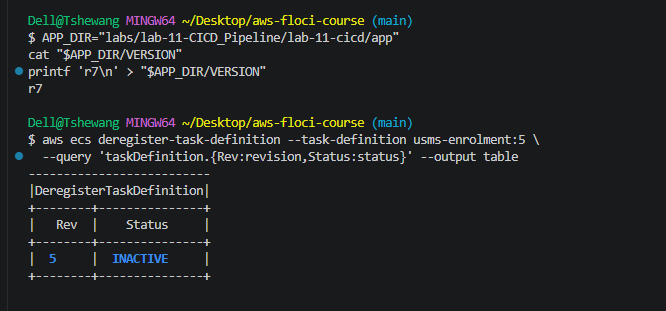 Dell@Tshewang MINGW64 ~/Desktop/aws-floci-course (main)
$ APP_DIR="labs/lab-11-CICD_Pipeline/lab-11-cicd/app"
cat "$APP_DIR/VERSION"
printf 'r7\n' > "$APP_DIR/VERSION"
r7
Dell@Tshewang MINGW64 ~/Desktop/aws-floci-course (main)
$ aws ecs deregister-task-definition --task-definition usms-enrolment:5 \
  --query 'taskDefinition.{Rev:revision,Status:status}' --output table
--------------------------
|DeregisterTaskDefinition|
+--------+---------------+
|   Rev  |    Status     |
+--------+---------------+
|  5     |  INACTIVE     |
+--------+---------------+